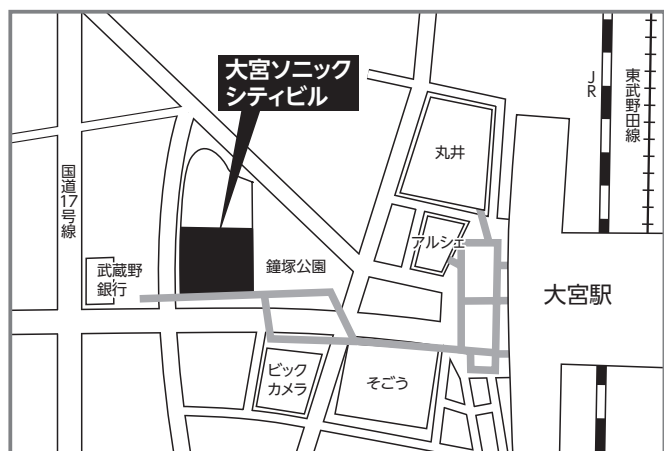 大宮ソニック
シティビル
JR
東武野田線
丸井
国道17号線
アルシェ
武蔵野
銀行
鐘塚公園
大宮駅
ビック
カメラ
そごう